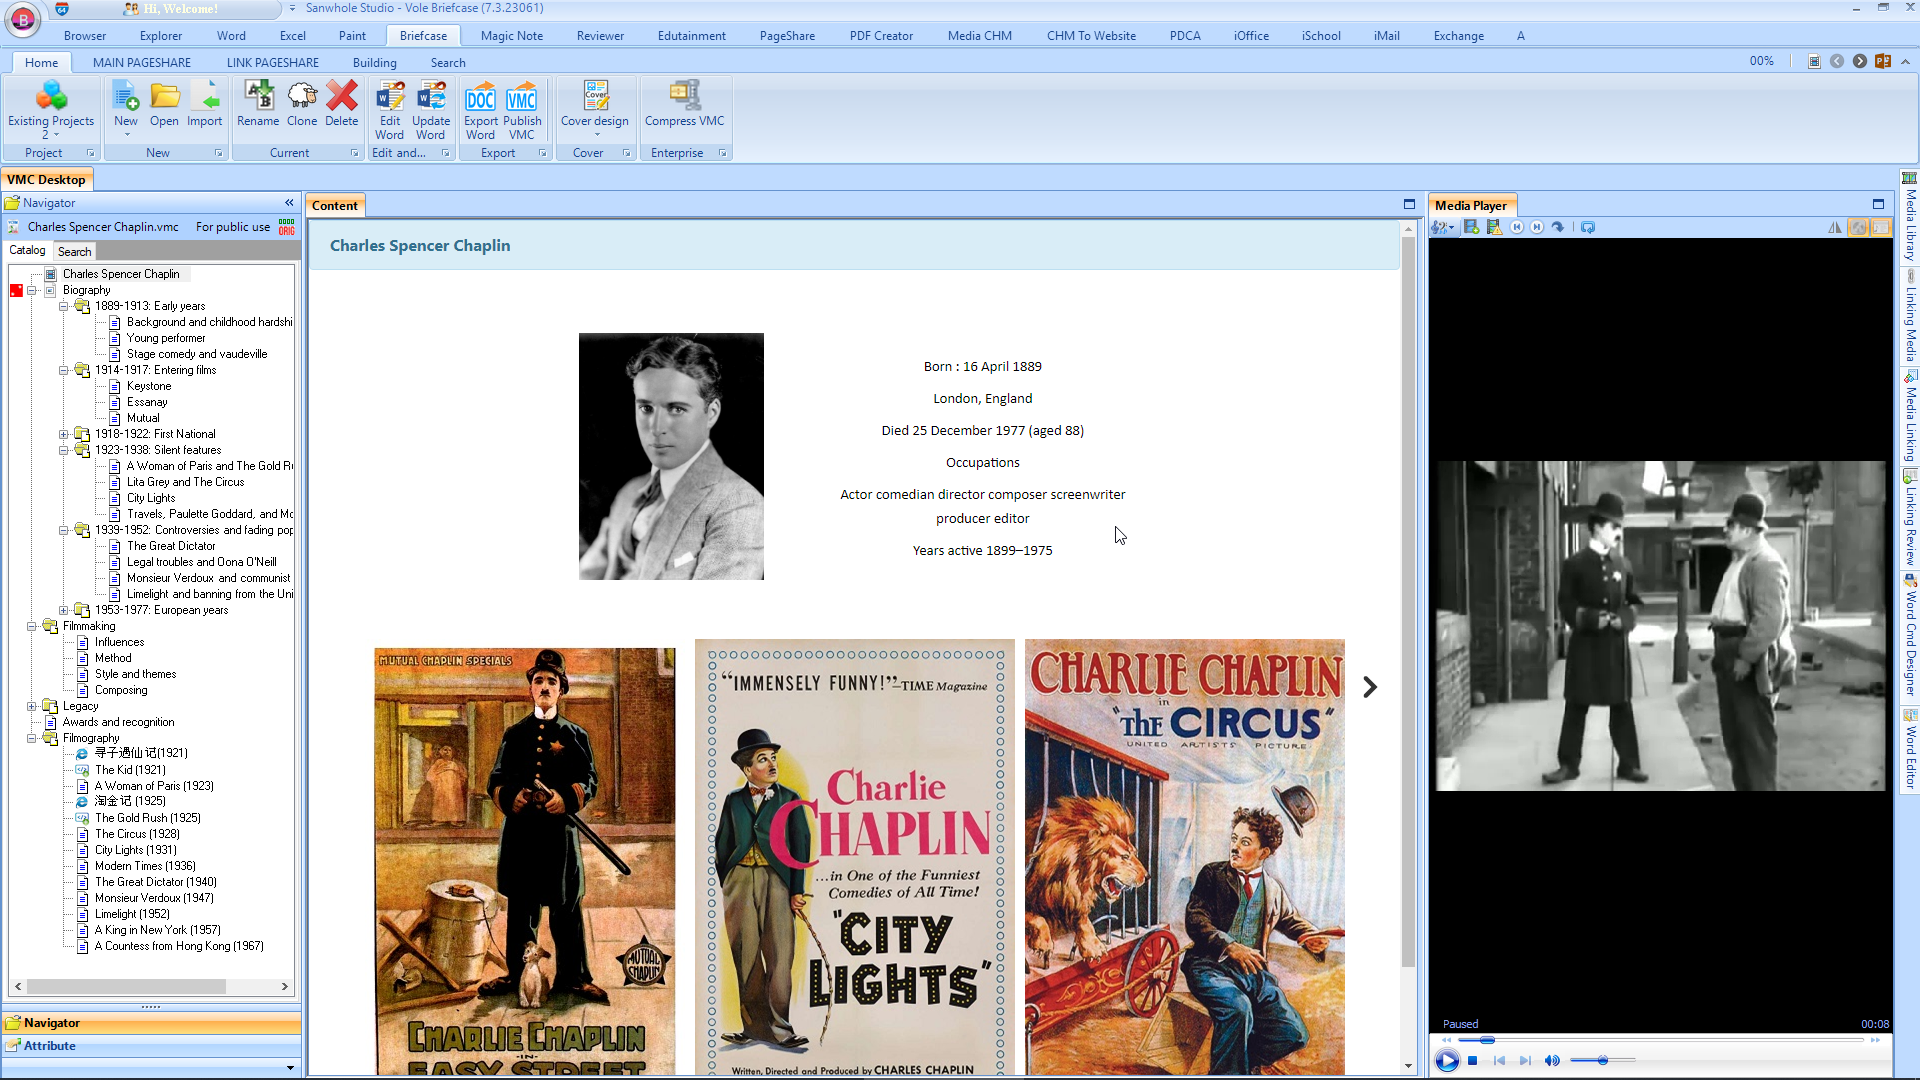 Hi, Welcome!
Sanwhole Studio - Vole Briefcase (7.3.23061)
Browser Explorer Word Excel Paint Briefcase Magic Note Reviewer Edutainment PageShare PDF Creator Media CHM CHM To Website PDCA iOffice iSchool iMail Exchange A
Home MAIN PAGESHARE LINK PAGESHARE Building Search 00%
Existing Projects 2
New Open Import
Rename Clone Delete
Edit Word Update Word
DOC VMC
Export Word Publish VMC
Cover design
Compress VMC
Project New Current Edit and... Export Cover Enterprise
VMC Desktop
Navigator
Charles Spencer Chaplin.vmc For public use ORIG
Catalog Search
Charles Spencer Chaplin
Biography
1889-1913: Early years
Background and childhood hardshi
Young performer
Stage comedy and vaudeville
1914-1917: Entering films
Keystone
Essanay
Mutual
1918-1922: First National
1923-1938: Silent features
A Woman of Paris and The Gold Ru
Lita Grey and The Circus
City Lights
Travels, Paulette Goddard, and Mo
1939-1952: Controversies and fading pop
The Great Dictator
Legal troubles and Oona O'Neill
Monsieur Verdoux and communist
Limelight and banning from the Uni
1953-1977: European years
Filmmaking
Influences
Method
Style and themes
Composing
Legacy
Awards and recognition
Filmography
寻子遇仙记(1921)
The Kid (1921)
A Woman of Paris (1923)
淘金记 (1925)
The Gold Rush (1925)
The Circus (1928)
City Lights (1931)
Modern Times (1936)
The Great Dictator (1940)
Monsieur Verdoux (1947)
Limelight (1952)
A King in New York (1957)
A Countess from Hong Kong (1967)
Navigator
Attribute
Content
Charles Spencer Chaplin
Born : 16 April 1889
London, England
Died 25 December 1977 (aged 88)
Occupations
Actor comedian director composer screenwriter
producer editor
Years active 1899–1975
MUTUAL CHAPLIN SPECIALS
MUTUAL CHAPLIN
CHARLIE CHAPLIN
-IN-
EASY STREET
"IMMENSELY FUNNY!"—TIME Magazine
Charlie
CHAPLIN
...in One of the Funniest
Comedies of All Time!
"CITY
LIGHTS"
Written, Directed and Produced by CHARLES CHAPLIN
CHARLIE CHAPLIN
in
"THE CIRCUS"
UNITED ARTISTS PICTURE
Media Player
Paused 00:08
Media Library
Linking Media
Media Linking
Linking Review
Word Cmd Designer
Word Editor